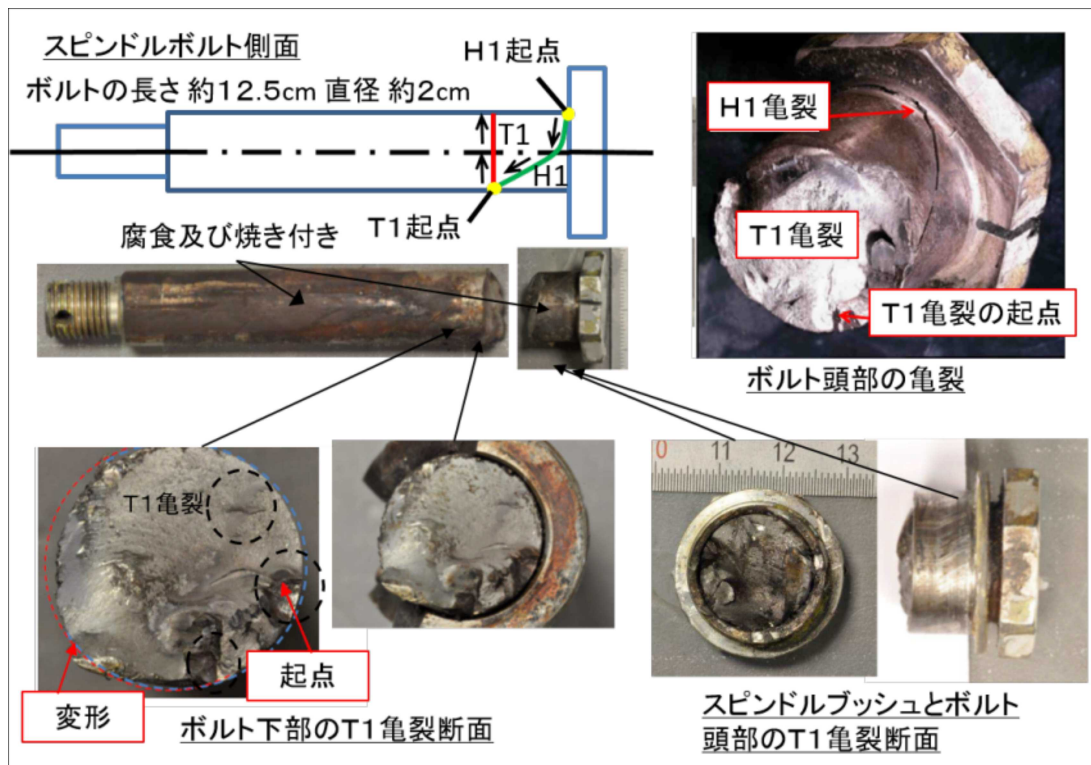 スピンドルボルト側面
ボルトの長さ 約12.5cm 直径 約2cm
H1起点
T1
H1
T1起点
腐食及び焼き付き
H1亀裂
T1亀裂
T1亀裂の起点
ボルト頭部の亀裂
T1亀裂
変形
起点
ボルト下部のT1亀裂断面
0 11 12 13
スピンドルブッシュとボルト
頭部のT1亀裂断面